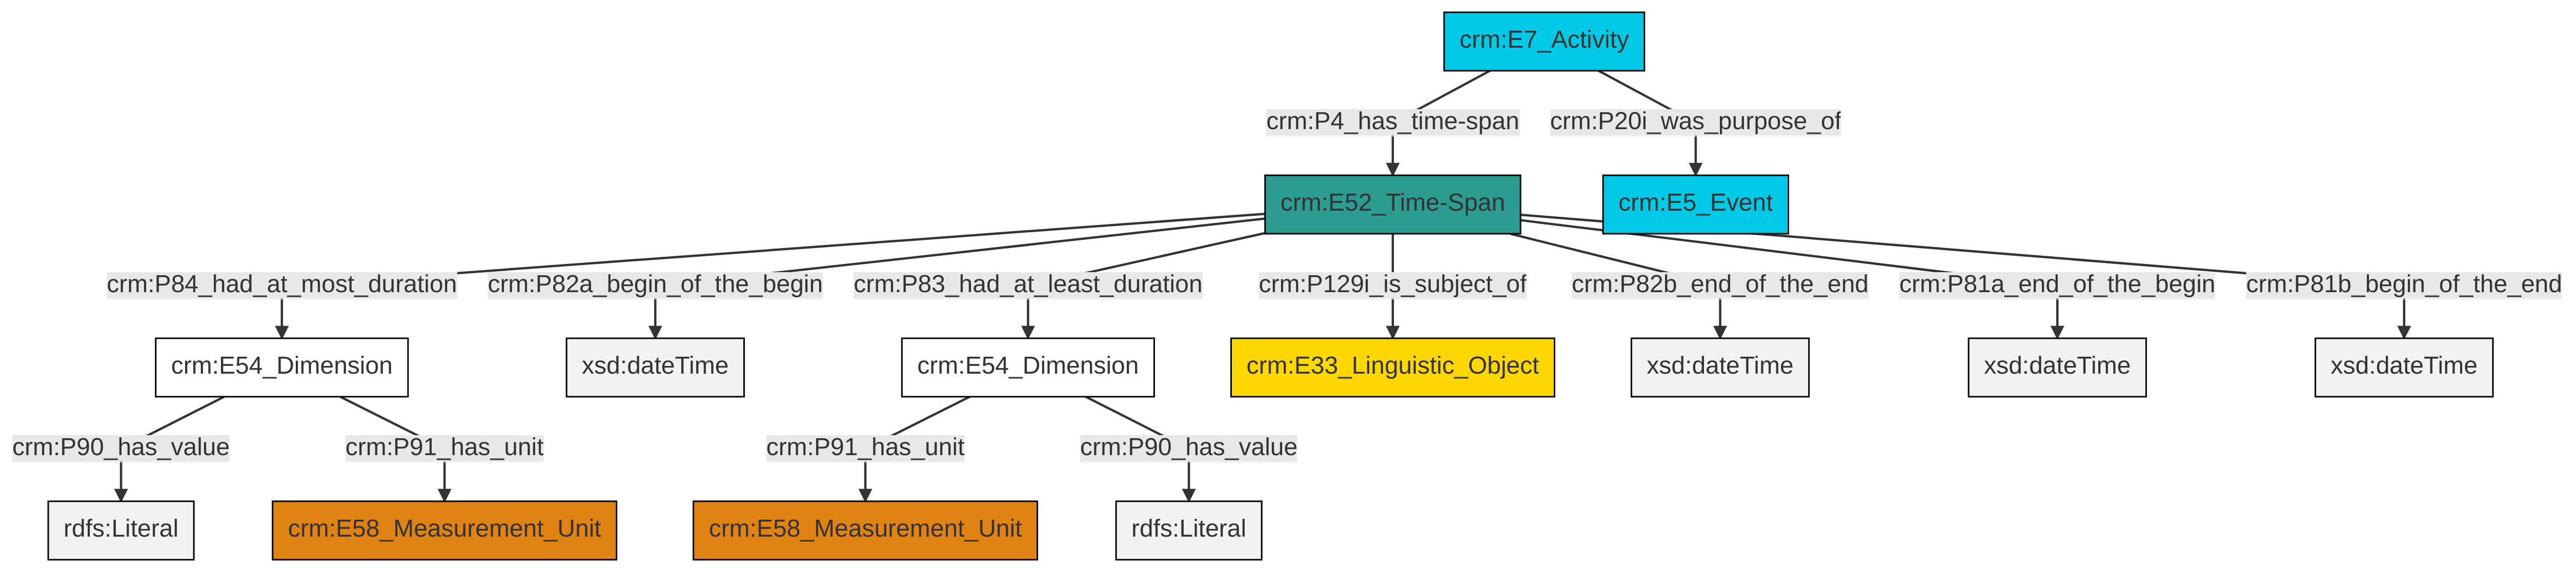 crm:E7_Activity
crm:P4_has_time-span
crm:P20i_was_purpose_of
crm:E52_Time-Span
crm:E5_Event
crm:P84_had_at_most_duration
crm:P82a_begin_of_the_begin
crm:P83_had_at_least_duration
crm:P129i_is_subject_of
crm:P82b_end_of_the_end
crm:P81a_end_of_the_begin
crm:P81b_begin_of_the_end
crm:E54_Dimension
xsd:dateTime
crm:E54_Dimension
crm:E33_Linguistic_Object
xsd:dateTime
xsd:dateTime
xsd:dateTime
crm:P90_has_value
crm:P91_has_unit
crm:P91_has_unit
crm:P90_has_value
rdfs:Literal
crm:E58_Measurement_Unit
crm:E58_Measurement_Unit
rdfs:Literal